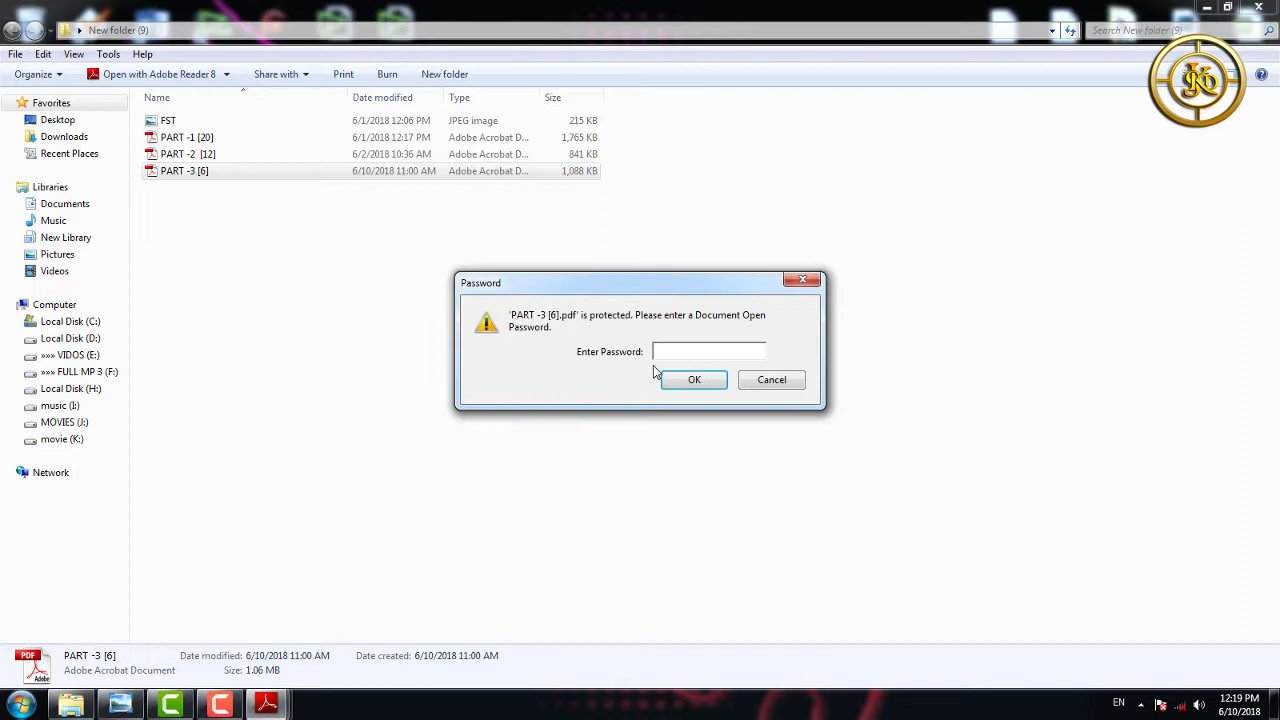 New folder (9)
Search New folder (9)
File Edit View Tools Help
Organize Open with Adobe Reader 8 Share with Print Burn New folder
JKD
Favorites
Desktop
Downloads
Recent Places
Libraries
Documents
Music
New Library
Pictures
Videos
Computer
Local Disk (C:)
Local Disk (D:)
»»» VIDOS (E:)
»»» FULL MP 3 (F:)
Local Disk (H:)
music (I:)
MOVIES (J:)
movie (K:)
Network
Name Date modified Type Size
FST 6/1/2018 12:06 PM JPEG image 215 KB
PART -1 [20] 6/1/2018 12:17 PM Adobe Acrobat D... 1,765 KB
PART -2 [12] 6/2/2018 10:36 AM Adobe Acrobat D... 841 KB
PART -3 [6] 6/10/2018 11:00 AM Adobe Acrobat D... 1,088 KB
Password
'PART -3 [6].pdf' is protected. Please enter a Document Open
Password.
Enter Password:
OK Cancel
PDF
Adobe
PART -3 [6] Date modified: 6/10/2018 11:00 AM Date created: 6/10/2018 11:00 AM
Adobe Acrobat Document Size: 1.06 MB
EN
12:19 PM
6/10/2018